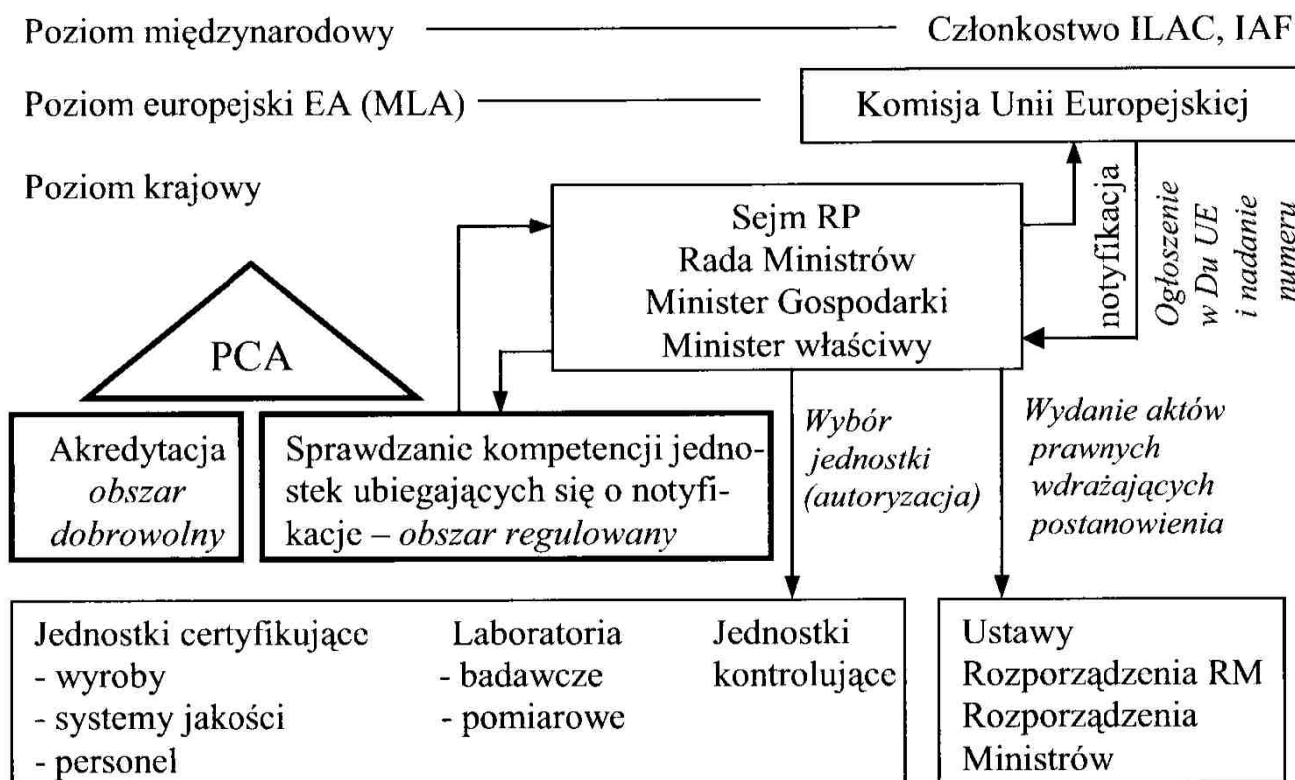 Poziom międzynarodowy
Członkostwo ILAC, IAF
Poziom europejski EA (MLA)
Komisja Unii Europejskiej
Poziom krajowy
Sejm RP
Rada Ministrów
Minister Gospodarki
Minister właściwy
notyfikacja
Ogłoszenie
w Du UE
i nadanie
numeru
PCA
Akredytacja
obszar
dobrowolny
Sprawdzanie kompetencji jedno-
stek ubiegających się o notyfi-
kacje – obszar regulowany
Wybór
jednostki
(autoryzacja)
Wydanie aktów
prawnych
wdrażających
postanowienia
Jednostki certyfikujące
- wyroby
- systemy jakości
- personel
Laboratoria
- badawcze
- pomiarowe
Jednostki
kontrolujące
Ustawy
Rozporządzenia RM
Rozporządzenia
Ministrów